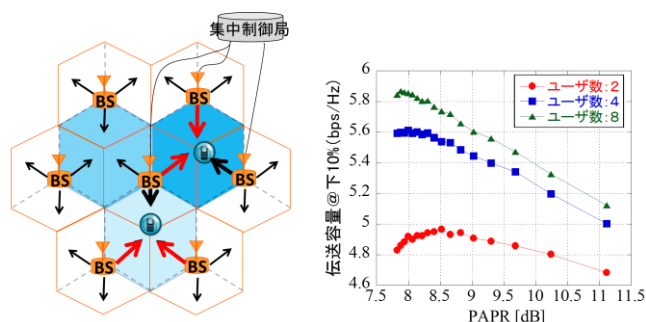 集中制御局
BS
BS
BS
BS
BS
BS
BS
伝送容量@下10%(bps/Hz)
6
5.8
5.6
5.4
5.2
5
4.8
4.6
ユーザ数:2
ユーザ数:4
ユーザ数:8
7.5
8
8.5
9
9.5
10
10.5
11
11.5
PAPR [dB]